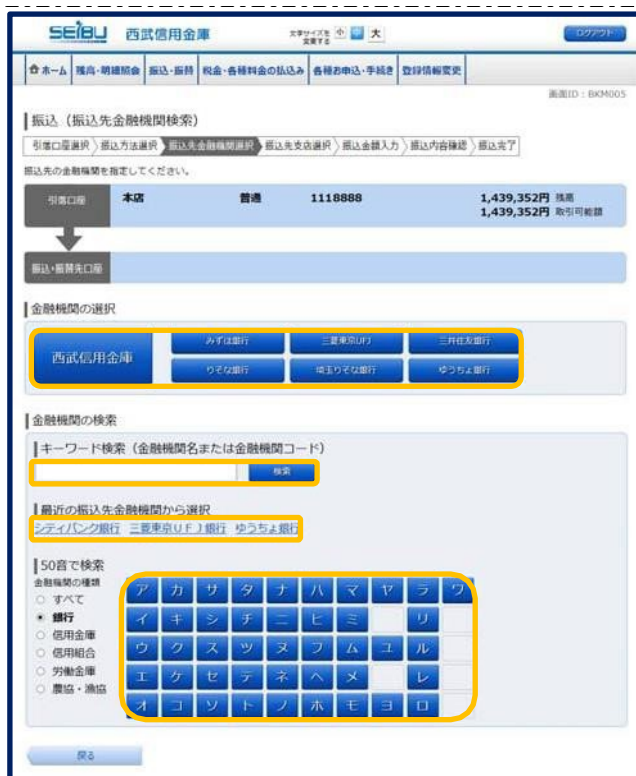 SEIBU 西武信用金庫 文字サイズを変更する 小 中 大 ログアウト
ホーム 残高・明細照会 振込・振替 税金・各種料金の払込み 各種お申込・手続き 登録情報変更
画面ID：BKM005
振込（振込先金融機関検索）
引落口座選択 振込方法選択 振込先金融機関選択 振込先支店選択 振込金額入力 振込内容確認 振込完了
振込先の金融機関を指定してください。
引落口座 本店 普通 1118888 1,439,352円 残高
1,439,352円 取引可能額
振込・振替先口座
金融機関の選択
西武信用金庫 みずほ銀行 三菱東京UFJ 三井住友銀行
りそな銀行 埼玉りそな銀行 ゆうちょ銀行
金融機関の検索
キーワード検索（金融機関名または金融機関コード）
検索
最近の振込先金融機関から選択
シティバンク銀行 三菱東京ＵＦＪ銀行 ゆうちょ銀行
50音で検索
金融機関の種類
すべて
銀行
信用金庫
信用組合
労働金庫
農協・漁協
ア カ サ タ ナ ハ マ ヤ ラ ワ
イ キ シ チ ニ ヒ ミ リ
ウ ク ス ツ ヌ フ ム ユ ル
エ ケ セ テ ネ ヘ メ レ
オ コ ソ ト ノ ホ モ ヨ ロ
戻る